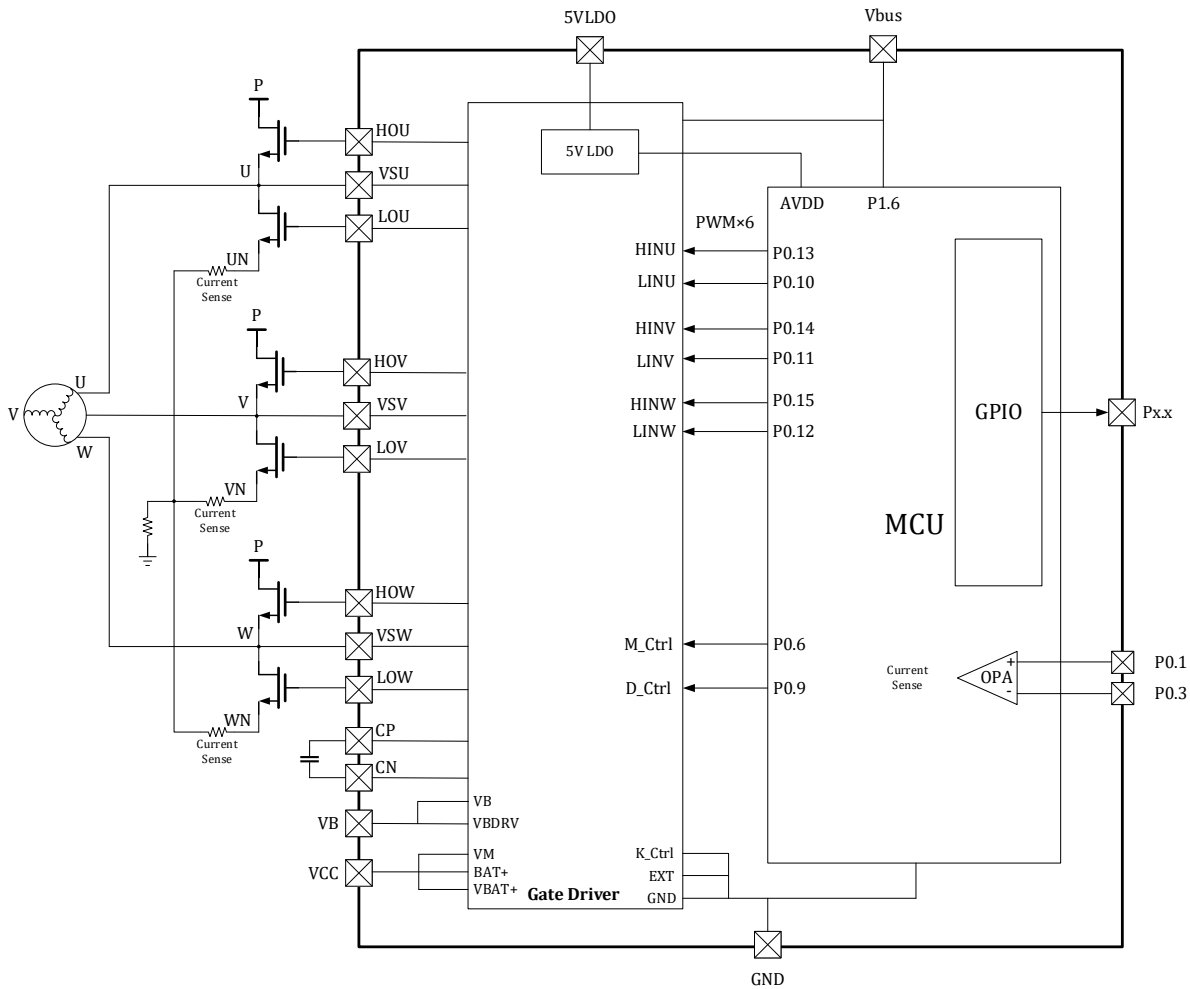 5VLDO
Vbus
P
HOU
5V LDO
U
VSU
AVDD
P1.6
LOU
PWM×6
UN
HINU
P0.13
Current
Sense
LINU
P0.10
P
HINV
P0.14
HOV
LINV
P0.11
U
V
VSV
HINW
P0.15
GPIO
Px.x
V
LINW
P0.12
W
LOV
VN
Current
Sense
MCU
P
HOW
W
VSW
M_Ctrl
P0.6
+
P0.1
LOW
D_Ctrl
P0.9
Current
Sense
OPA
-
P0.3
WN
Current
Sense
CP
CN
VB
VB
VBDRV
VM
K_Ctrl
VCC
BAT+
EXT
VBAT+
Gate Driver
GND
GND